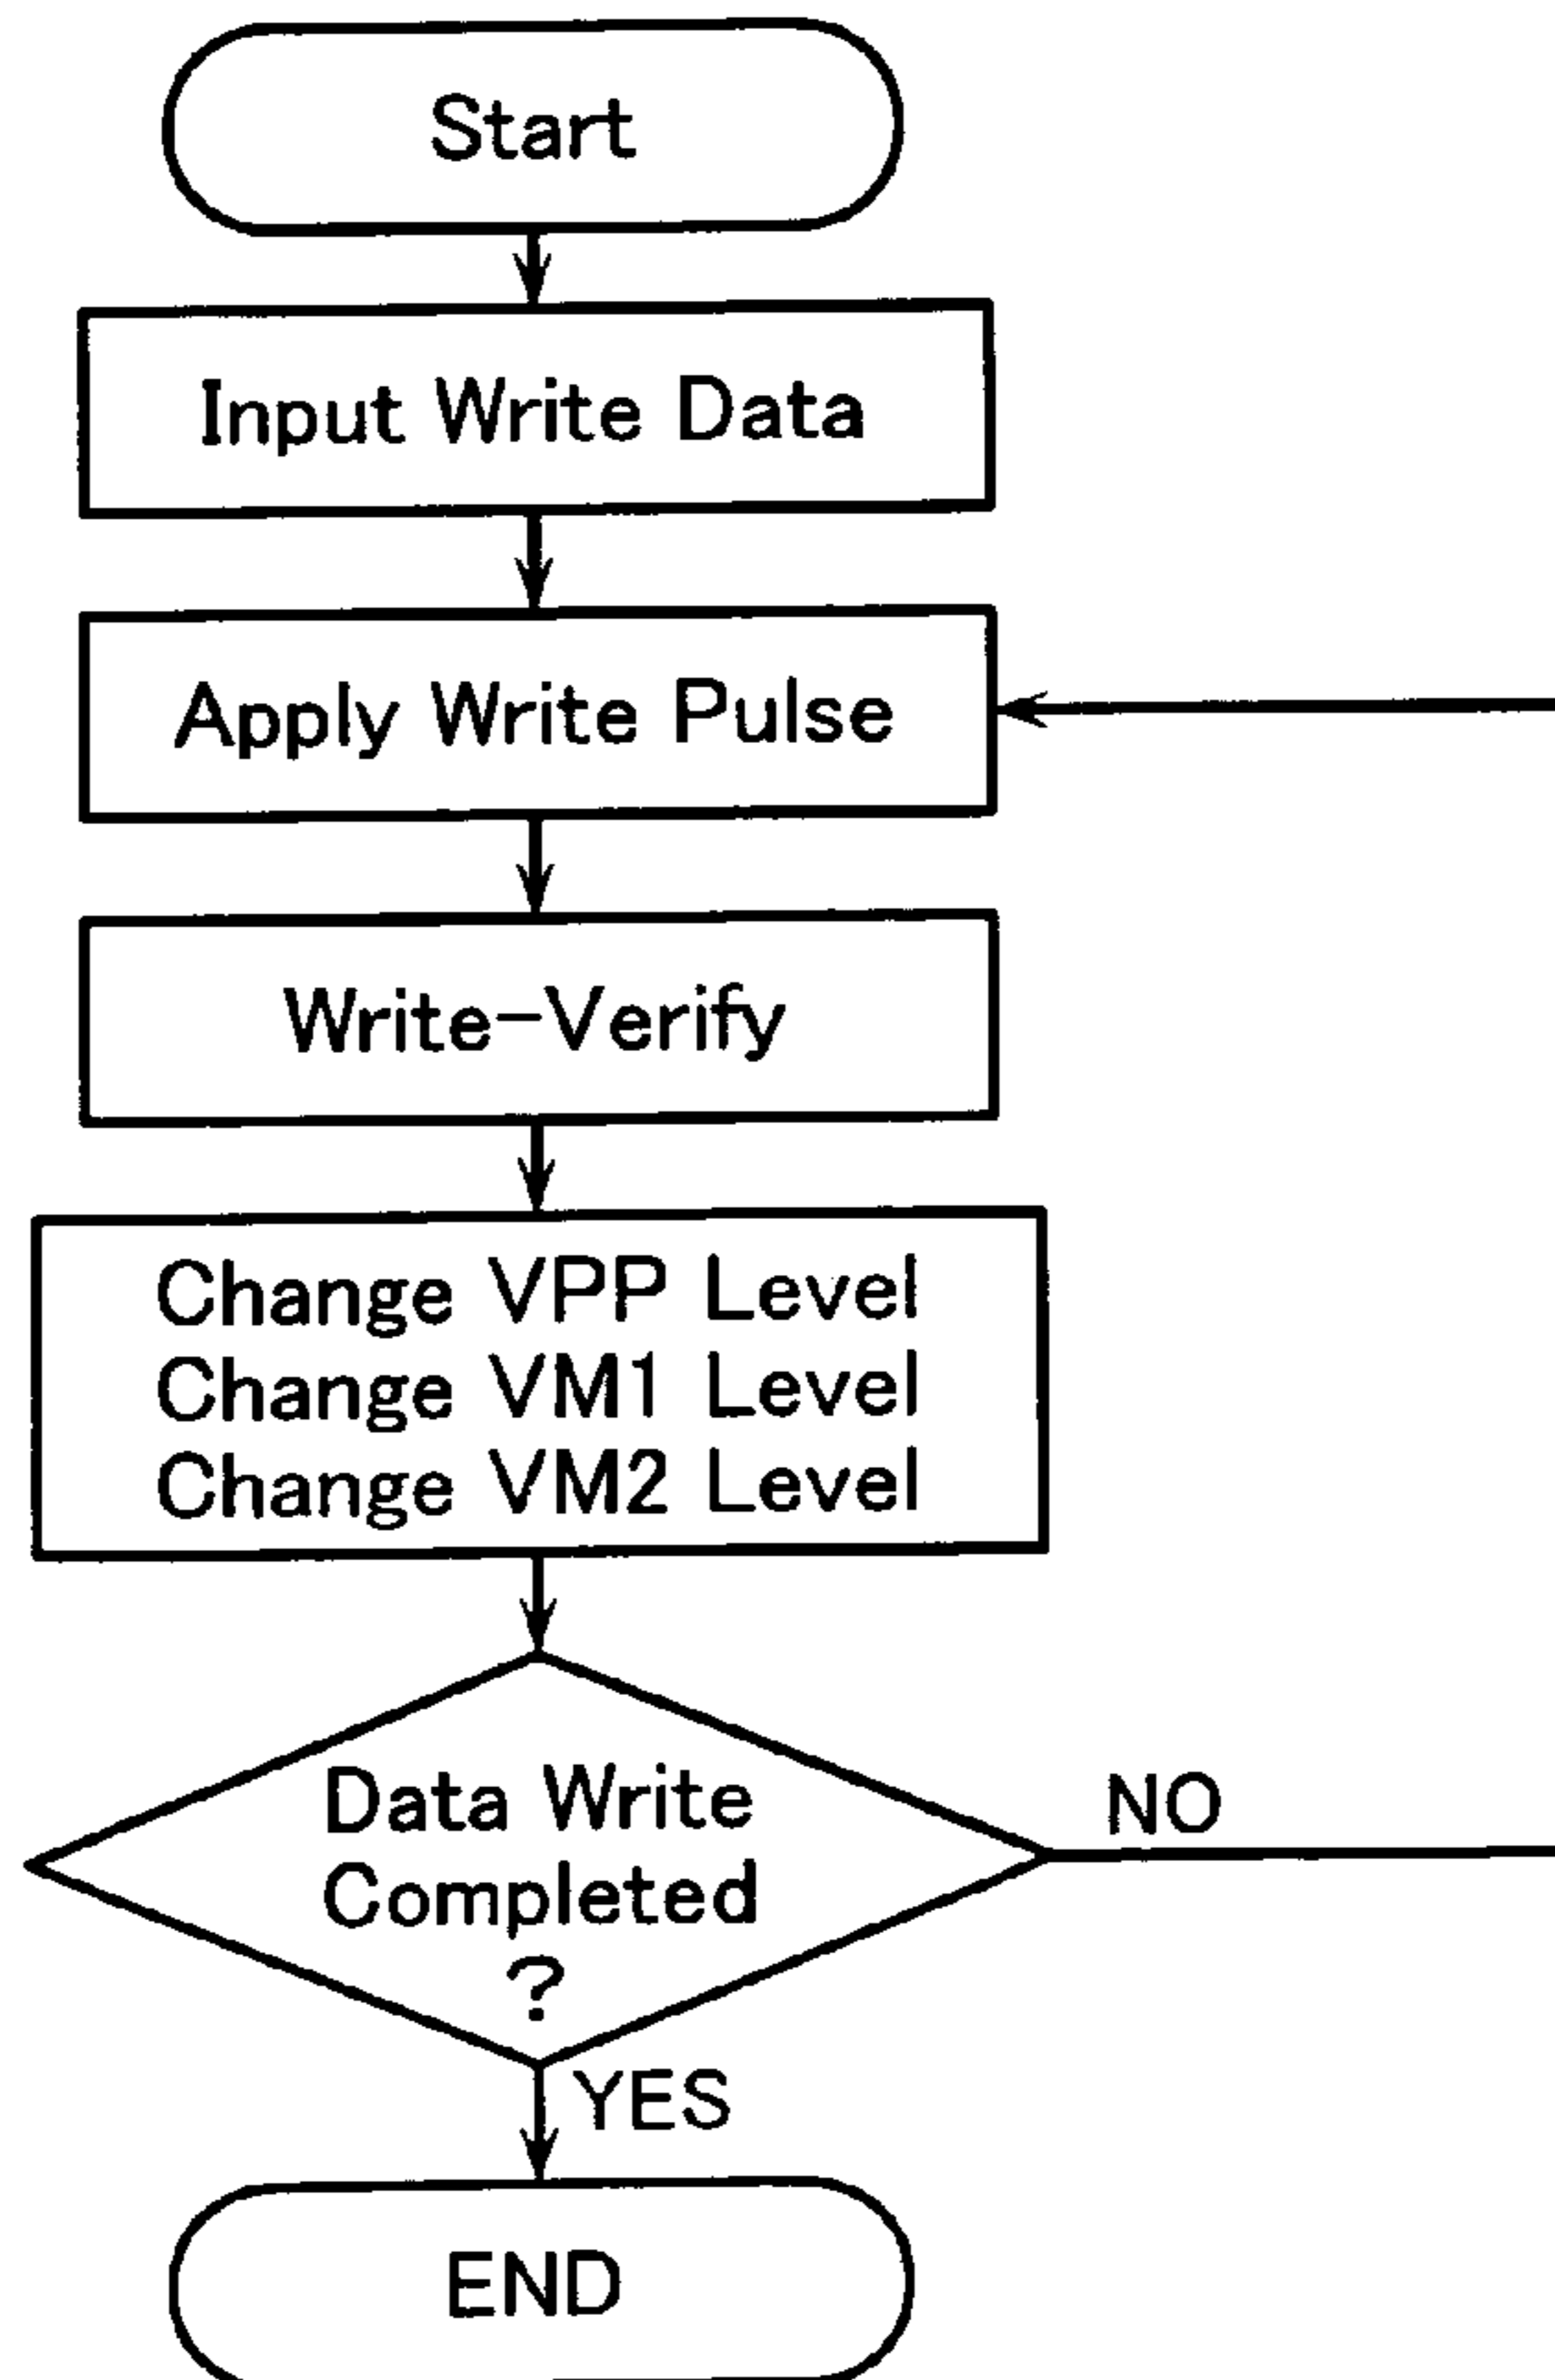 Start
Input Write Data
Apply Write Pulse
Write-Verify
Change VPP Level
Change VM1 Level
Change VM2 Level
Data Write
Completed
?
NO
YES
END